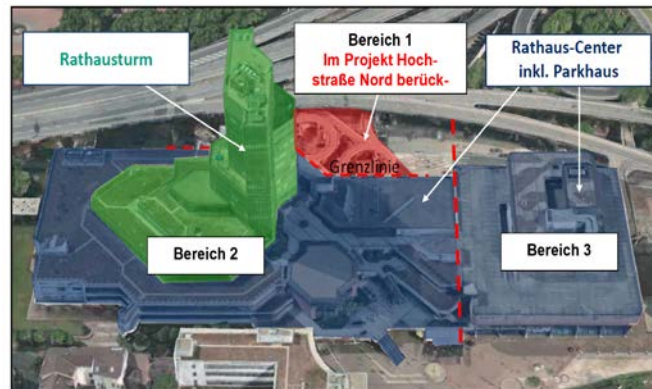 Rathausturm
Bereich 1
Im Projekt Hoch-
straße Nord berück-
Rathaus-Center
inkl. Parkhaus
Grenzlinie
Bereich 2
Bereich 3